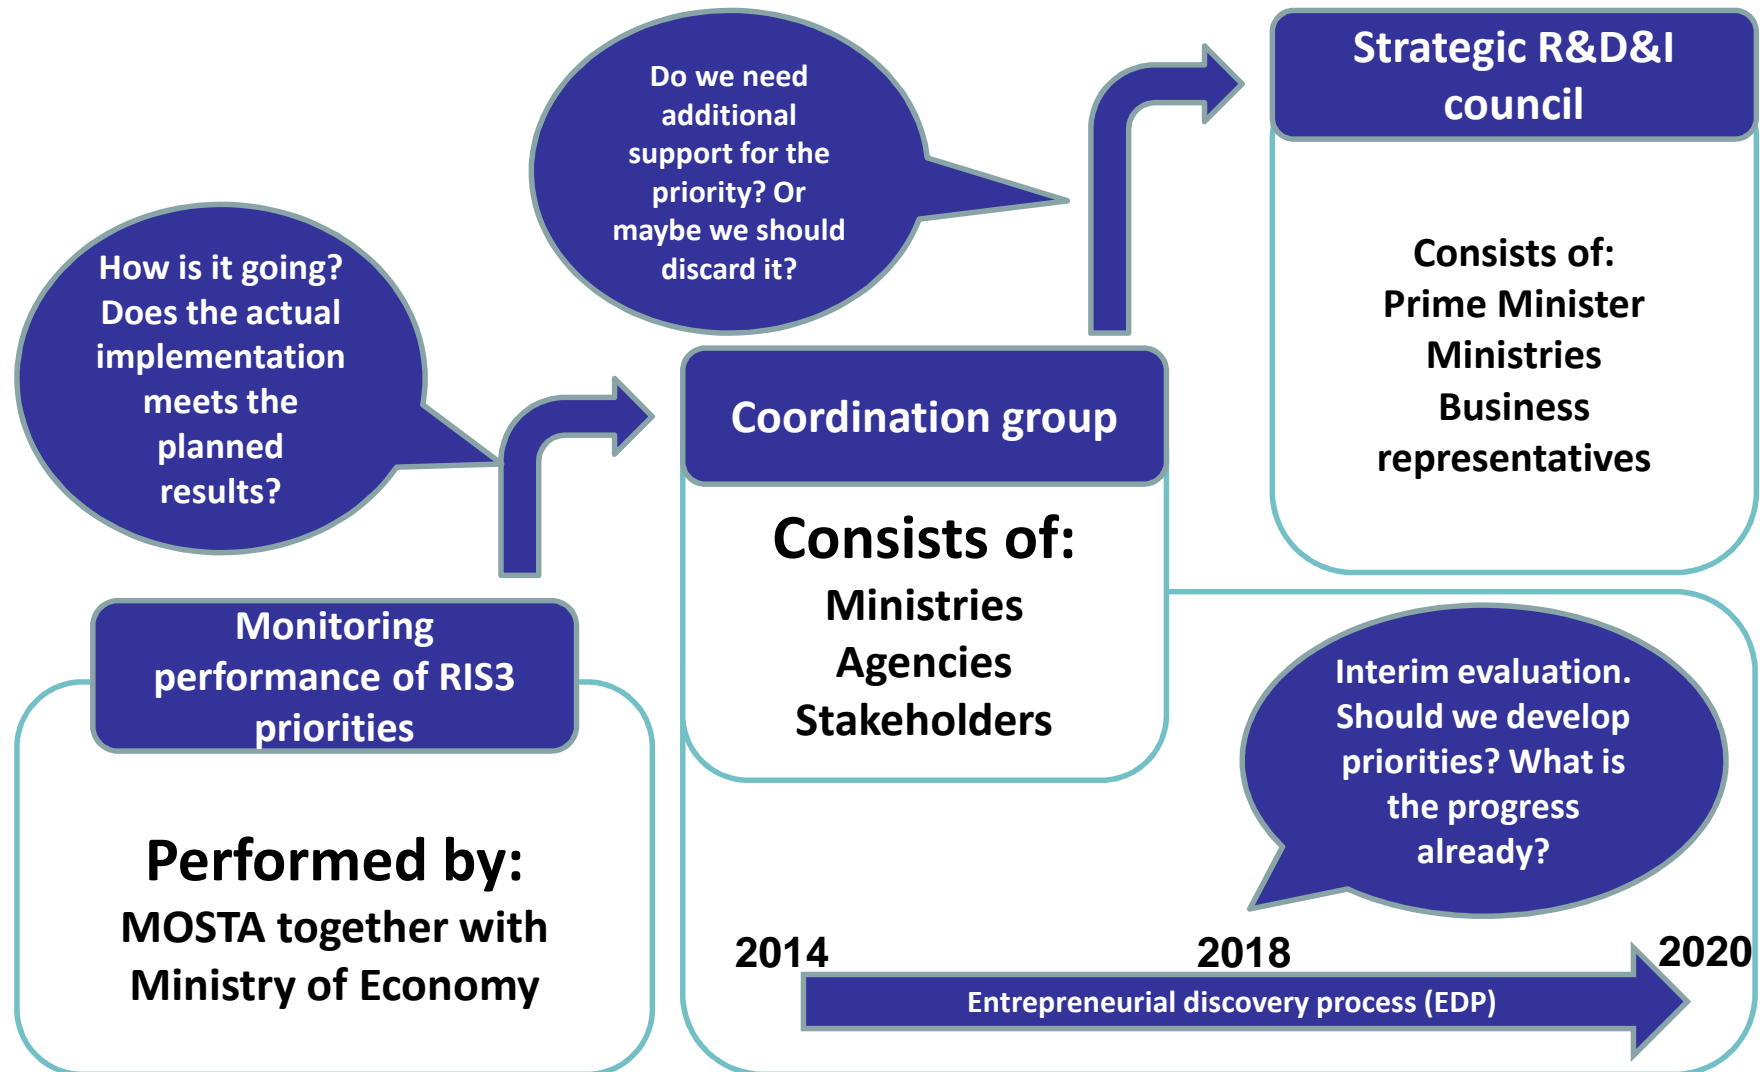 How is it going?
Does the actual
implementation
meets the
planned
results?
Monitoring
performance of RIS3
priorities
Performed by:
MOSTA together with
Ministry of Economy
Do we need
additional
support for the
priority? Or
maybe we should
discard it?
Coordination group
Consists of:
Ministries
Agencies
Stakeholders
Strategic R&D&I
council
Consists of:
Prime Minister
Ministries
Business
representatives
Interim evaluation.
Should we develop
priorities? What is
the progress
already?
2014 2018 2020
Entrepreneurial discovery process (EDP)